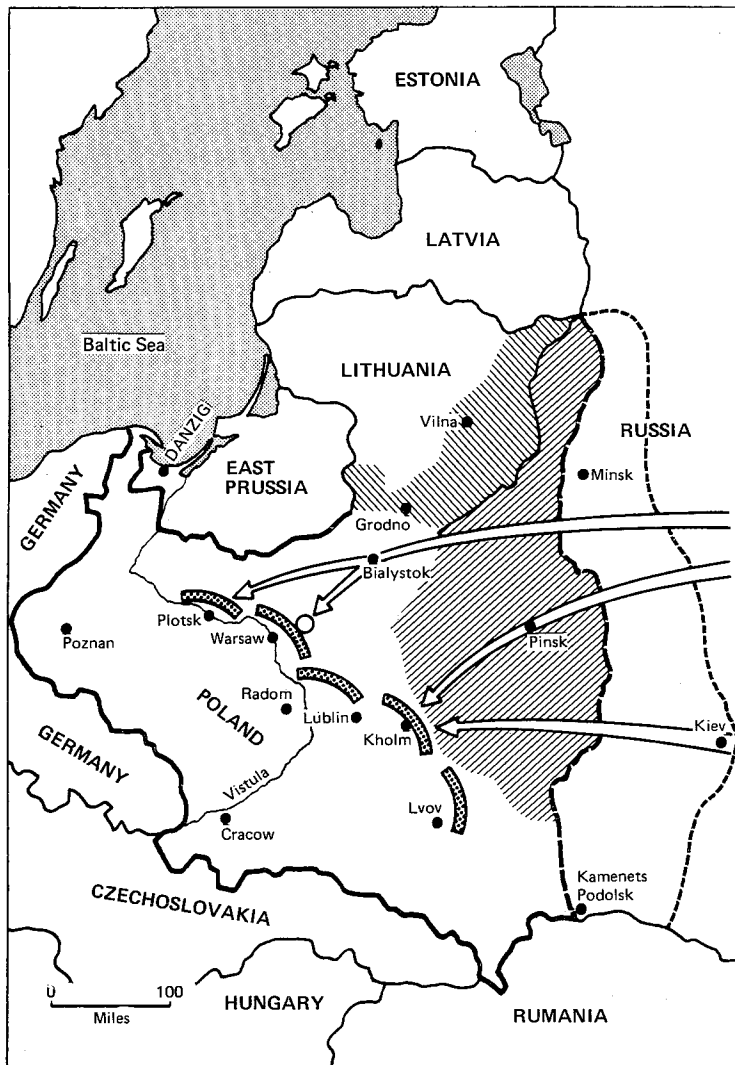 ESTONIA
LATVIA
Baltic Sea
LITHUANIA
Vilna
RUSSIA
DANZIG
EAST
PRUSSIA
Minsk
GERMANY
Grodno
Bialystok
Plotsk
Warsaw
Poznan
Pinsk
Radom
Lüblin
POLAND
Kholm
Kiev
GERMANY
Vistula
Lvov
Cracow
Kamenets
Podolsk
CZECHOSLOVAKIA
0 100
Miles
HUNGARY
RUMANIA